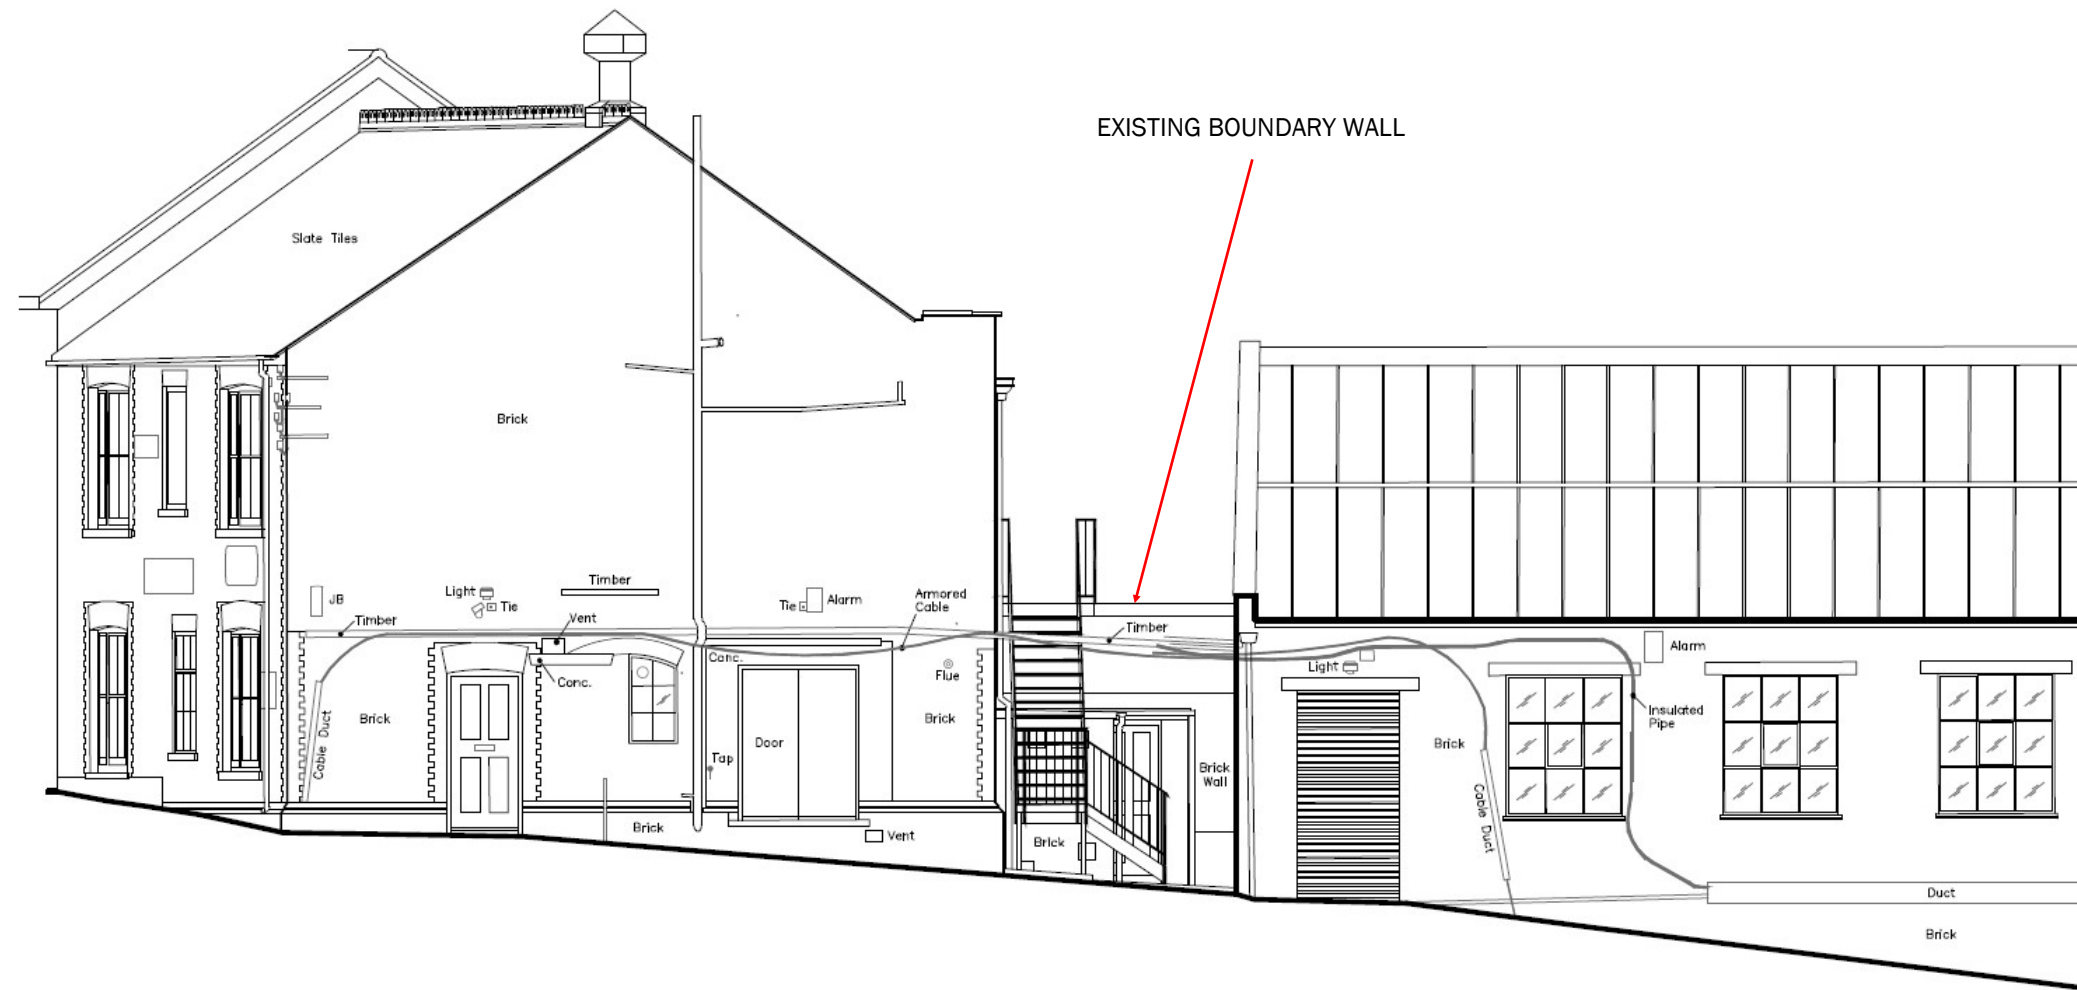 EXISTING BOUNDARY WALL
Slate Tiles
Brick
JB
Light
Tie
Timber
Tie
Alarm
Armored
Cable
Timber
Vent
Timber
Conc.
Conc.
Flue
Light
Alarm
Cable Duct
Brick
Door
Tap
Brick
Brick
Wall
Brick
Cable Duct
Insulated
Pipe
Brick
Vent
Brick
Duct
Brick